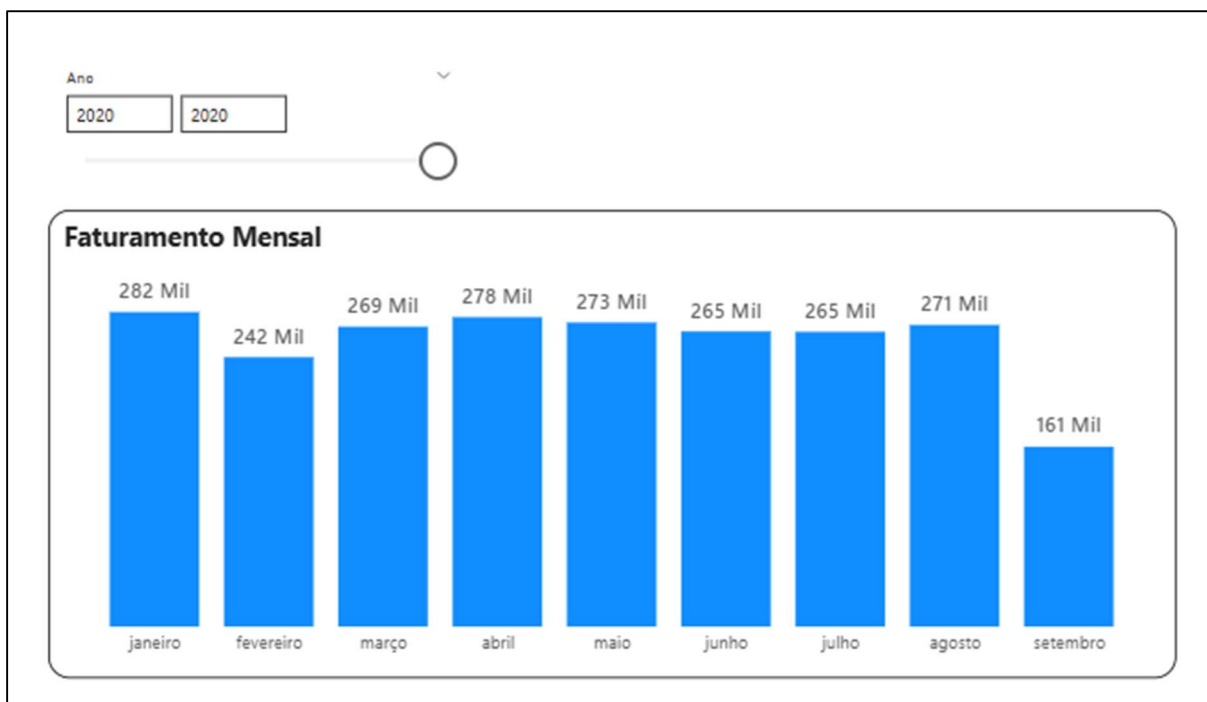 Ano
2020 2020
Faturamento Mensal
282 Mil 242 Mil 269 Mil 278 Mil 273 Mil 265 Mil 265 Mil 271 Mil 161 Mil
janeiro fevereiro março abril maio junho julho agosto setembro